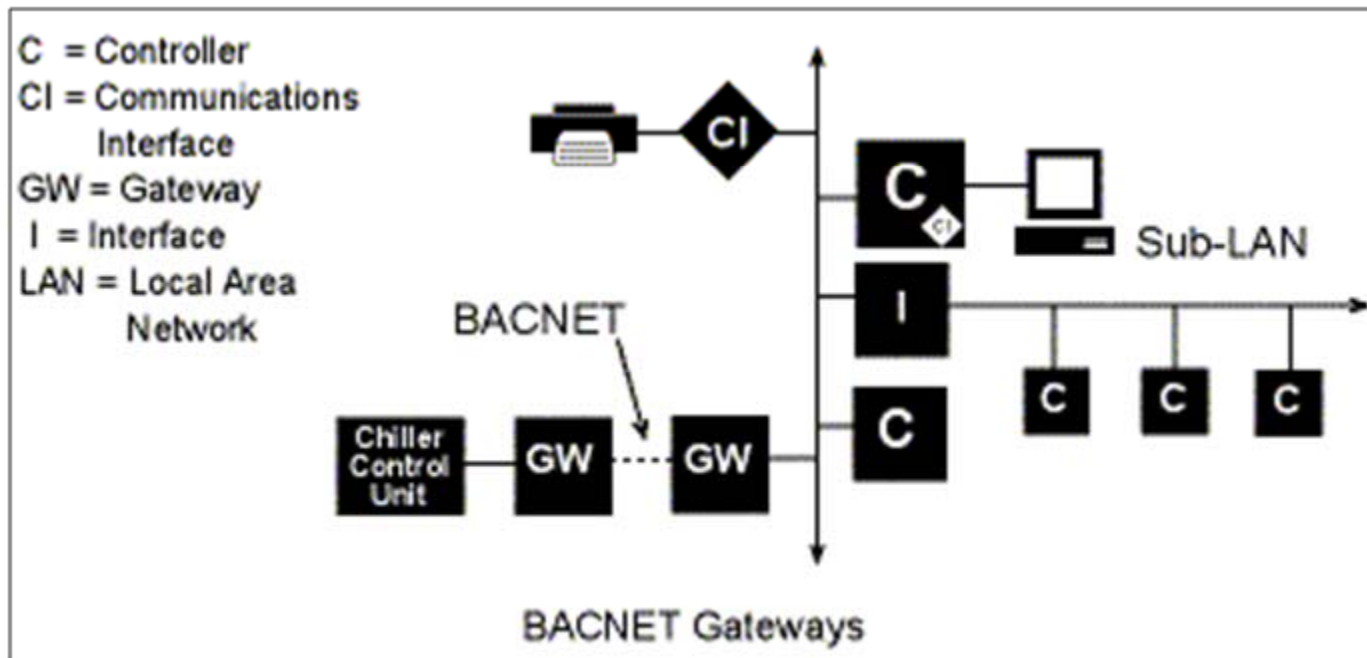 C = Controller
CI = Communications
Interface
GW = Gateway
I = Interface
LAN = Local Area
Network
CI
C
CI
Sub-LAN
I
BACNET
C
C
C
C
Chiller
Control
Unit
GW
GW
BACNET Gateways